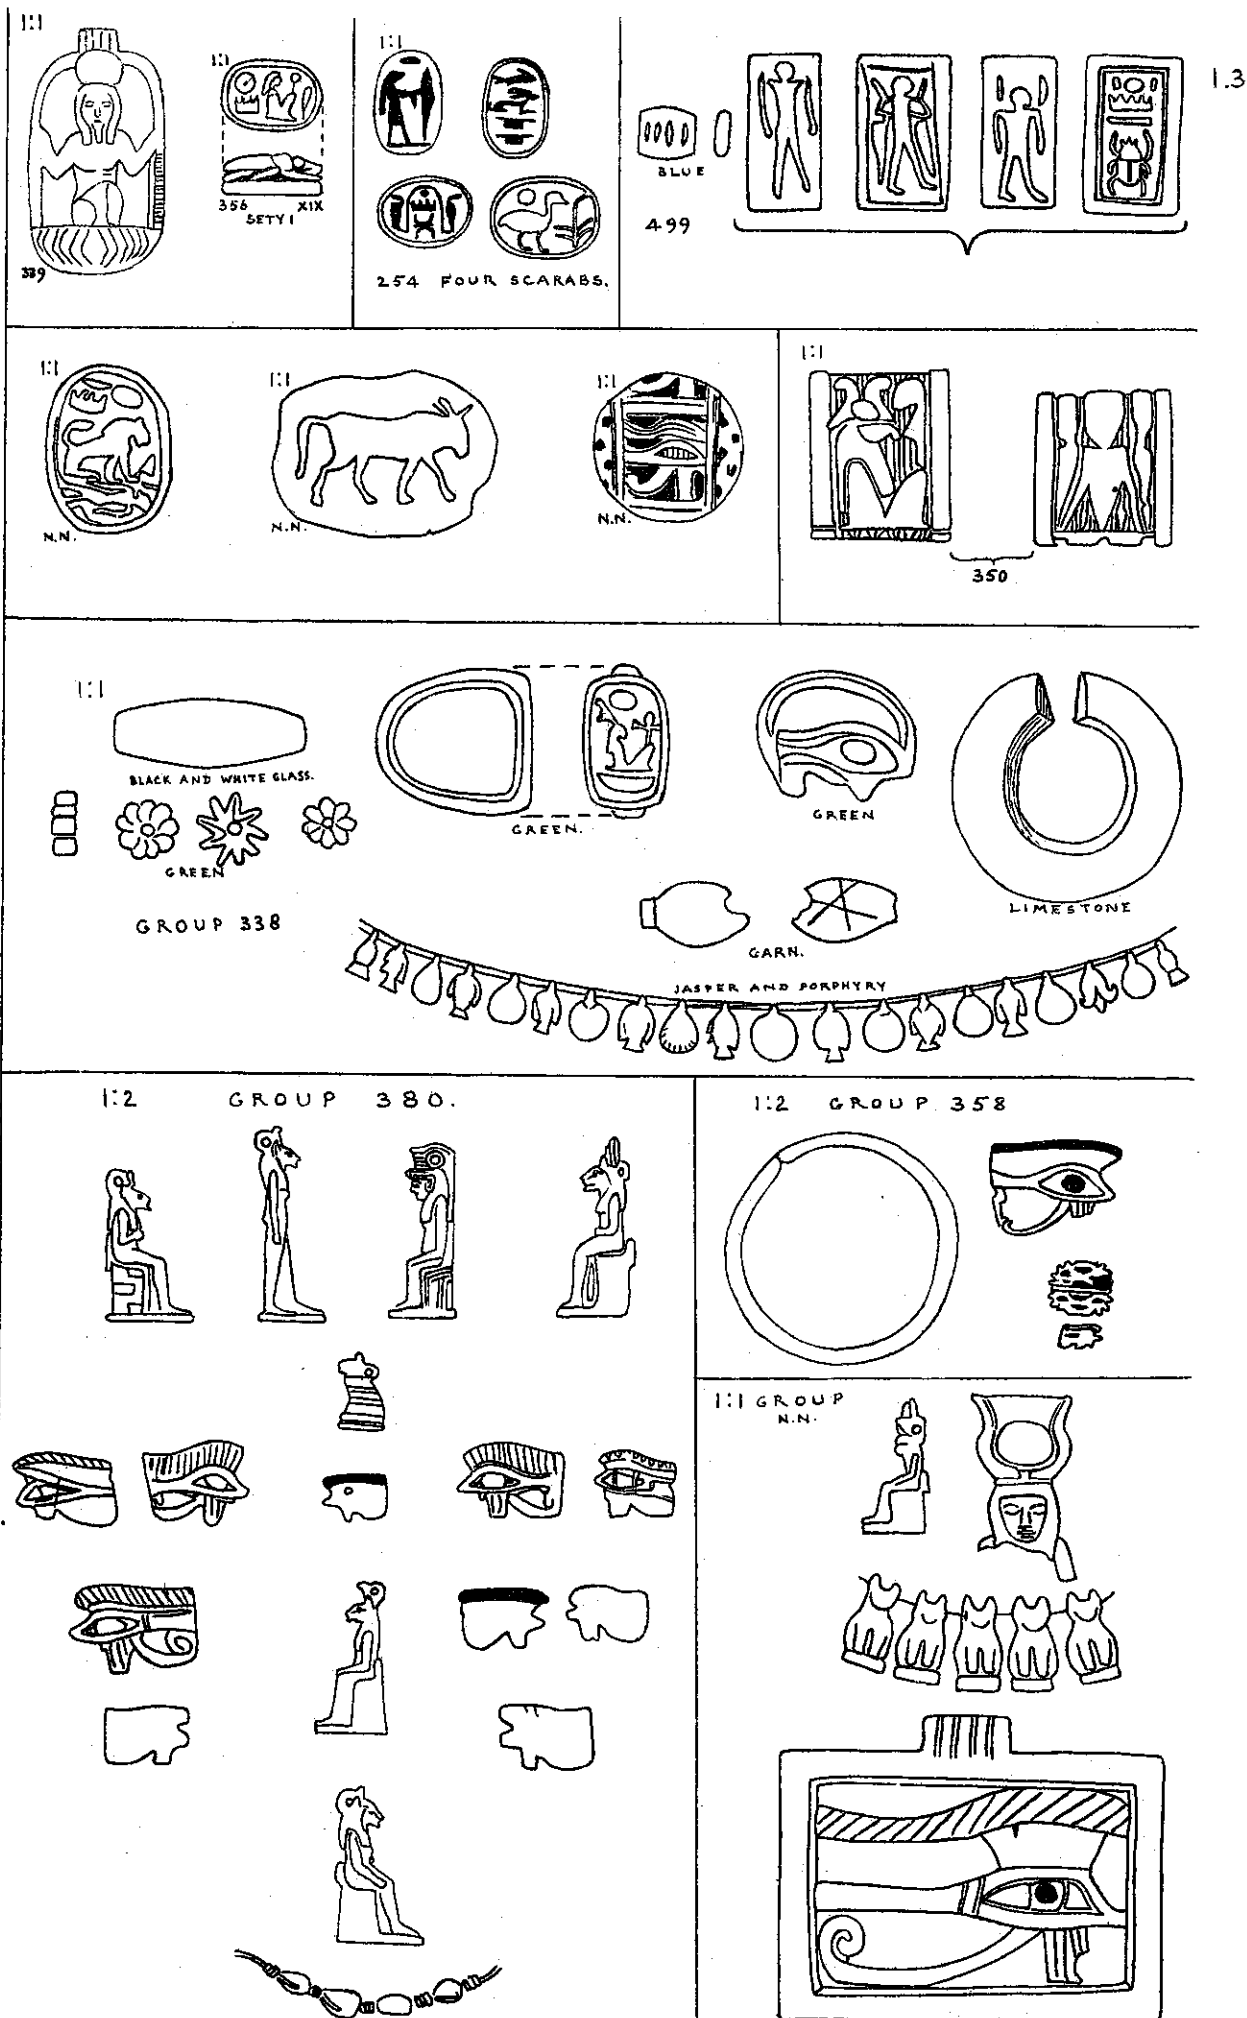 1:1
339
1:1
356 XIX
SETY I
1:1
254 FOUR SCARABS.
BLUE
499
1.3
1:1
N.N.
1:1
N.N.
1:1
N.N.
1:1
350
1:1
BLACK AND WHITE GLASS.
GREEN
GROUP 338
GREEN.
GREEN
LIMESTONE
GARN.
JASPER AND PORPHYRY
1:2 GROUP 380.
1:2 GROUP 358
1:1 GROUP
N.N.